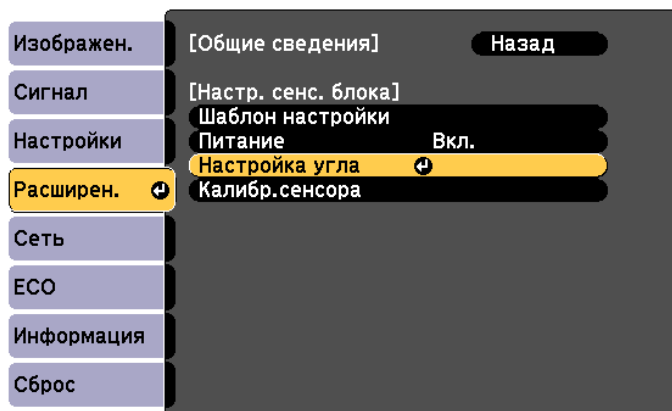 Изображен.
Сигнал
Настройки
Расширен.
Сеть
ECO
Информация
Сброс
[Общие сведения] Назад
[Настр. сенс. блока]
Шаблон настройки
Питание Вкл.
Настройка угла
Калибр.сенсора